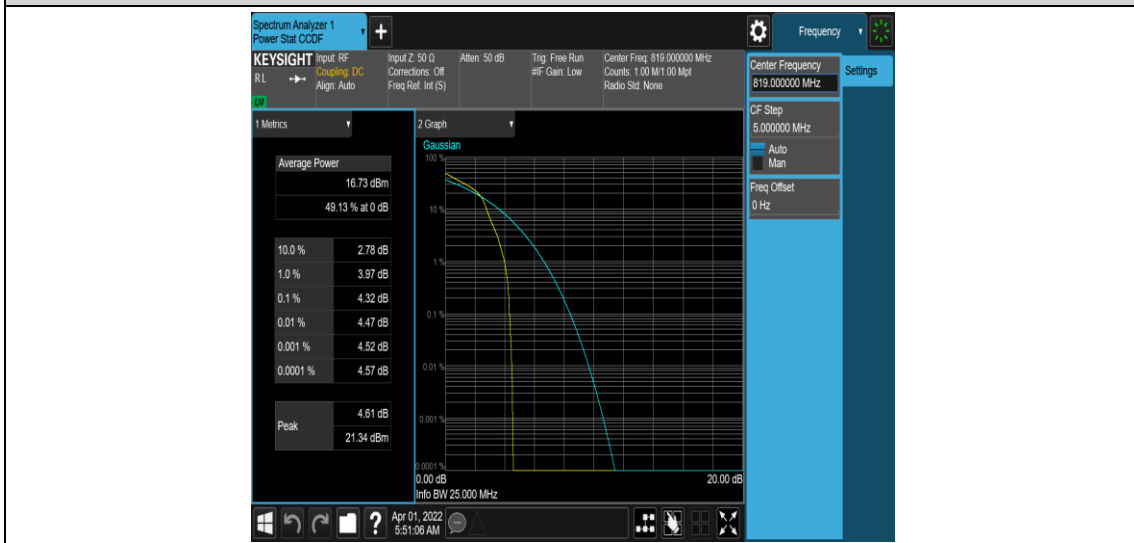 Spectrum Analyzer 1
Power Stat CCDF
+
Frequency
KEYSIGHT
RL
LXI
Input: RF
Coupling: DC
Align: Auto
Input Z: 50 Ω
Corrections: Off
Freq Ref: Int (S)
Atten: 50 dB
Trig: Free Run
#IF Gain: Low
Center Freq: 819.000000 MHz
Counts: 1.00 M/1.00 Mpt
Radio Std: None
Center Frequency
819.000000 MHz
Settings
CF Step
5.000000 MHz
Auto
Man
Freq Offset
0 Hz
1 Metrics
Average Power
16.73 dBm
49.13 % at 0 dB
10.0 % 2.78 dB
1.0 % 3.97 dB
0.1 % 4.32 dB
0.01 % 4.47 dB
0.001 % 4.52 dB
0.0001 % 4.57 dB
Peak
4.61 dB
21.34 dBm
2 Graph
Gaussian
100 %
10 %
1 %
0.1 %
0.01 %
0.001 %
0.0001 %
0.00 dB 20.00 dB
Info BW 25.000 MHz
?
Apr 01, 2022
5:51:06 AM